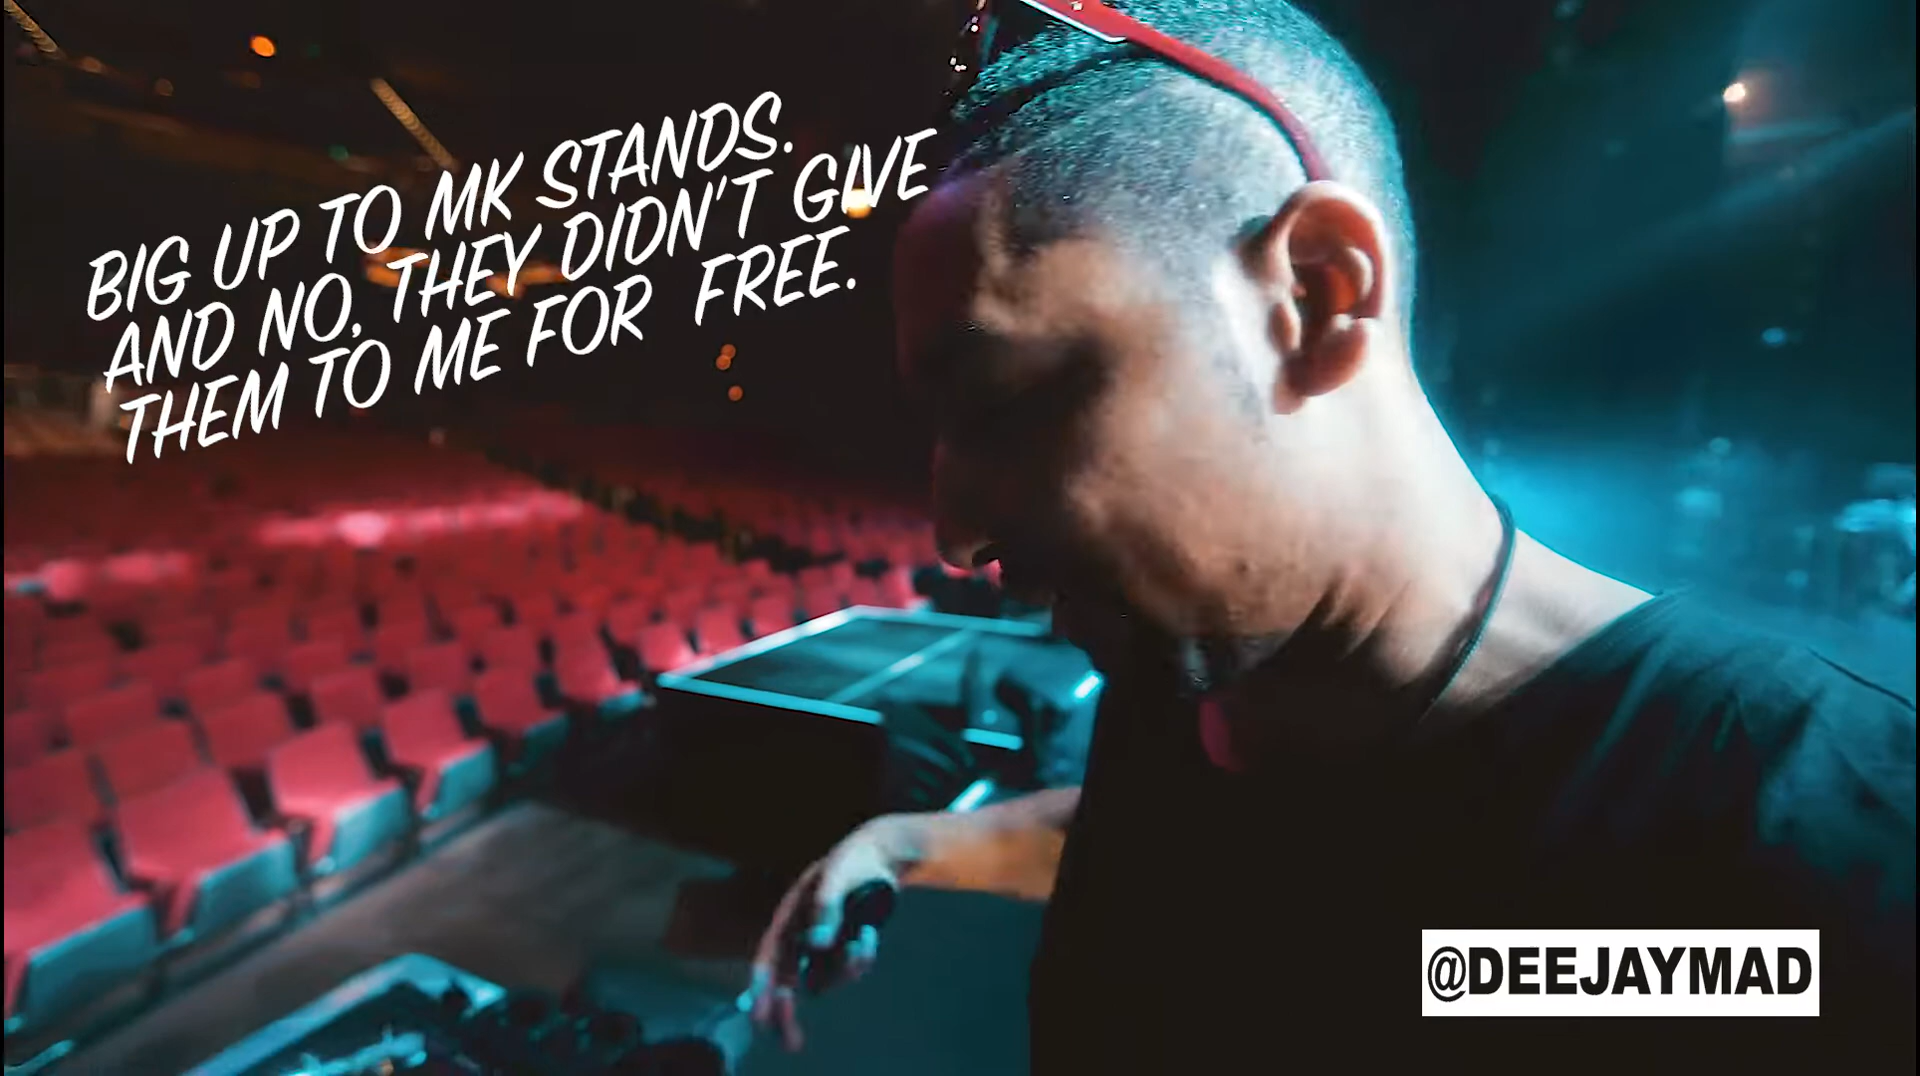 BIG UP TO MK STANDS.
AND NO, THEY DIDN'T GIVE
THEM TO ME FOR FREE.
@DEEJAYMAD